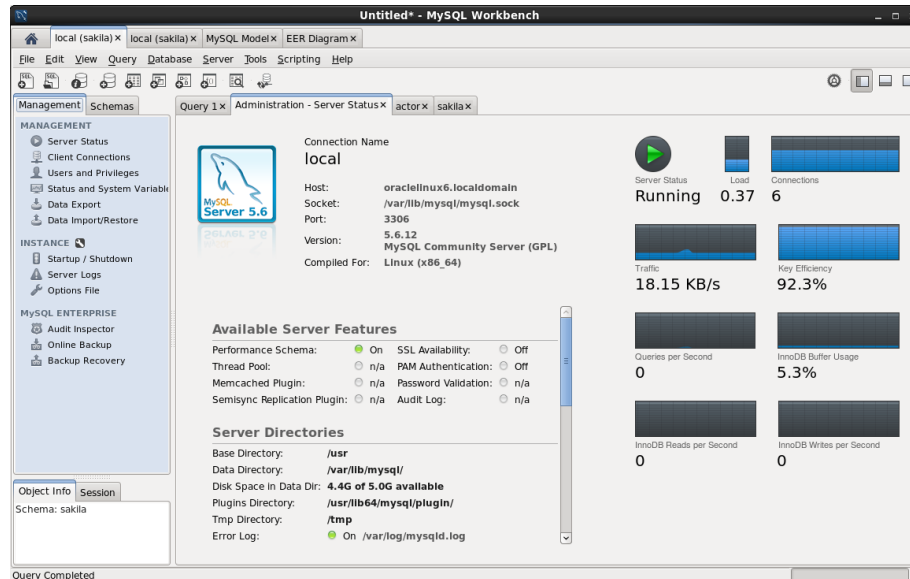 Untitled* - MySQL Workbench
local (sakila) local (sakila) MySQL Model EER Diagram
File Edit View Query Database Server Tools Scripting Help
Management Schemas
Query 1 Administration - Server Status actor sakila
MANAGEMENT
Server Status
Client Connections
Users and Privileges
Status and System Variable
Data Export
Data Import/Restore
INSTANCE
Startup / Shutdown
Server Logs
Options File
MySQL ENTERPRISE
Audit Inspector
Online Backup
Backup Recovery
Object Info Session
Schema: sakila
MySQL
Server 5.6
Connection Name
local
Host: oraclelinux6.localdomain
Socket: /var/lib/mysql/mysql.sock
Port: 3306
Version: 5.6.12
MySQL Community Server (GPL)
Compiled For: Linux (x86_64)
Available Server Features
Performance Schema: On SSL Availability: Off
Thread Pool: n/a PAM Authentication: Off
Memcached Plugin: n/a Password Validation: n/a
Semisync Replication Plugin: n/a Audit Log: n/a
Server Directories
Base Directory: /usr
Data Directory: /var/lib/mysql/
Disk Space in Data Dir: 4.4G of 5.0G available
Plugins Directory: /usr/lib64/mysql/plugin/
Tmp Directory: /tmp
Error Log: On /var/log/mysqld.log
Server Status Load Connections
Running 0.37 6
Traffic Key Efficiency
18.15 KB/s 92.3%
Queries per Second InnoDB Buffer Usage
0 5.3%
InnoDB Reads per Second InnoDB Writes per Second
0 0
Query Completed